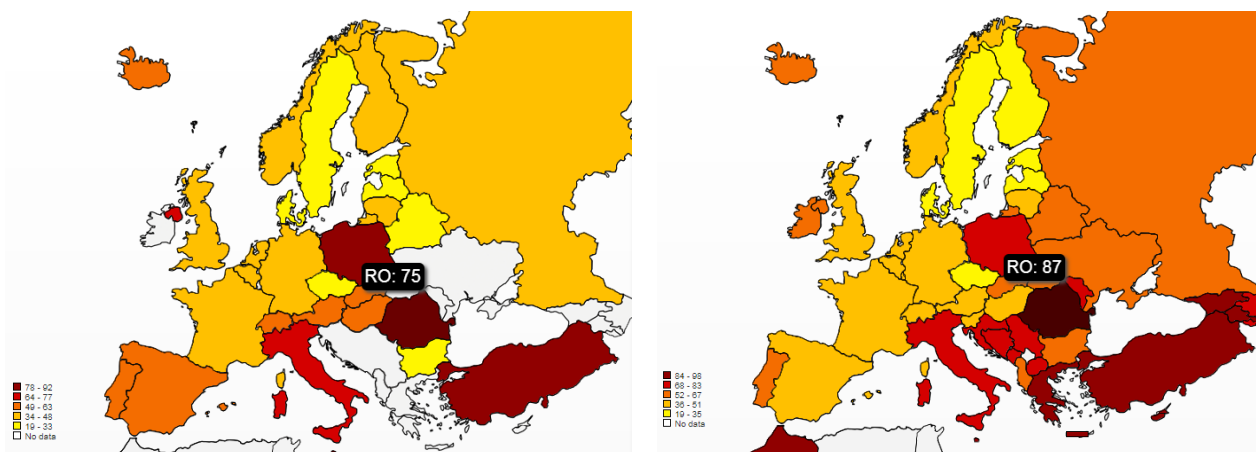 RO: 75
78 - 92
64 - 77
49 - 63
34 - 48
19 - 33
No data
RO: 87
84 - 98
68 - 83
52 - 67
36 - 51
19 - 35
No data